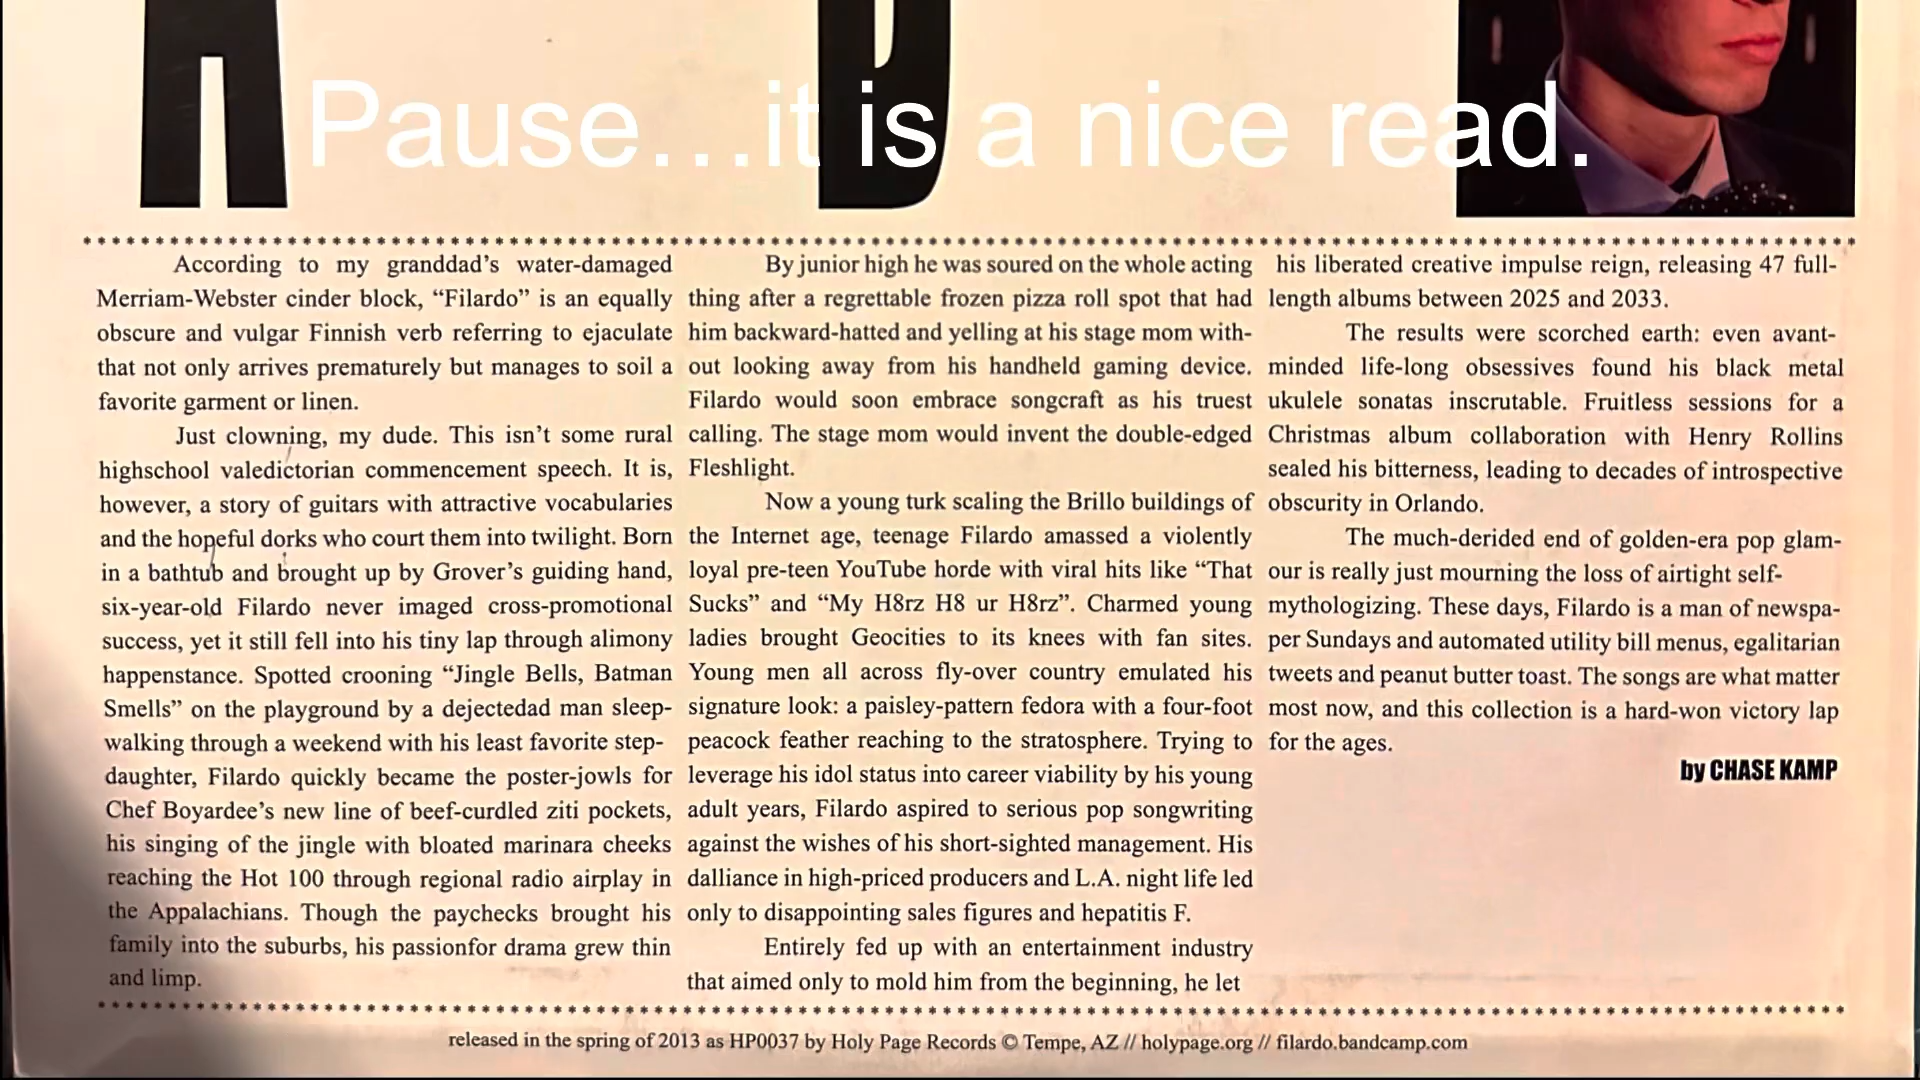 Pause...it is a nice read.
According to my granddad's water-damaged
Merriam-Webster cinder block, “Filardo” is an equally
obscure and vulgar Finnish verb referring to ejaculate
that not only arrives prematurely but manages to soil a
favorite garment or linen.
Just clowning, my dude. This isn't some rural
highschool valedictorian commencement speech. It is,
however, a story of guitars with attractive vocabularies
and the hopeful dorks who court them into twilight. Born
in a bathtub and brought up by Grover's guiding hand,
six-year-old Filardo never imaged cross-promotional
success, yet it still fell into his tiny lap through alimony
happenstance. Spotted crooning “Jingle Bells, Batman
Smells” on the playground by a dejectedad man sleep-
walking through a weekend with his least favorite step-
daughter, Filardo quickly became the poster-jowls for
Chef Boyardee's new line of beef-curdled ziti pockets,
his singing of the jingle with bloated marinara cheeks
reaching the Hot 100 through regional radio airplay in
the Appalachians. Though the paychecks brought his
family into the suburbs, his passionfor drama grew thin
and limp.
By junior high he was soured on the whole acting
thing after a regrettable frozen pizza roll spot that had
him backward-hatted and yelling at his stage mom with-
out looking away from his handheld gaming device.
Filardo would soon embrace songcraft as his truest
calling. The stage mom would invent the double-edged
Fleshlight.
Now a young turk scaling the Brillo buildings of
the Internet age, teenage Filardo amassed a violently
loyal pre-teen YouTube horde with viral hits like “That
Sucks” and “My H8rz H8 ur H8rz”. Charmed young
ladies brought Geocities to its knees with fan sites.
Young men all across fly-over country emulated his
signature look: a paisley-pattern fedora with a four-foot
peacock feather reaching to the stratosphere. Trying to
leverage his idol status into career viability by his young
adult years, Filardo aspired to serious pop songwriting
against the wishes of his short-sighted management. His
dalliance in high-priced producers and L.A. night life led
only to disappointing sales figures and hepatitis F.
Entirely fed up with an entertainment industry
that aimed only to mold him from the beginning, he let
his liberated creative impulse reign, releasing 47 full-
length albums between 2025 and 2033.
The results were scorched earth: even avant-
minded life-long obsessives found his black metal
ukulele sonatas inscrutable. Fruitless sessions for a
Christmas album collaboration with Henry Rollins
sealed his bitterness, leading to decades of introspective
obscurity in Orlando.
The much-derided end of golden-era pop glam-
our is really just mourning the loss of airtight self-
mythologizing. These days, Filardo is a man of newspa-
per Sundays and automated utility bill menus, egalitarian
tweets and peanut butter toast. The songs are what matter
most now, and this collection is a hard-won victory lap
for the ages.
by CHASE KAMP
released in the spring of 2013 as HP0037 by Holy Page Records © Tempe, AZ // holypage.org // filardo.bandcamp.com